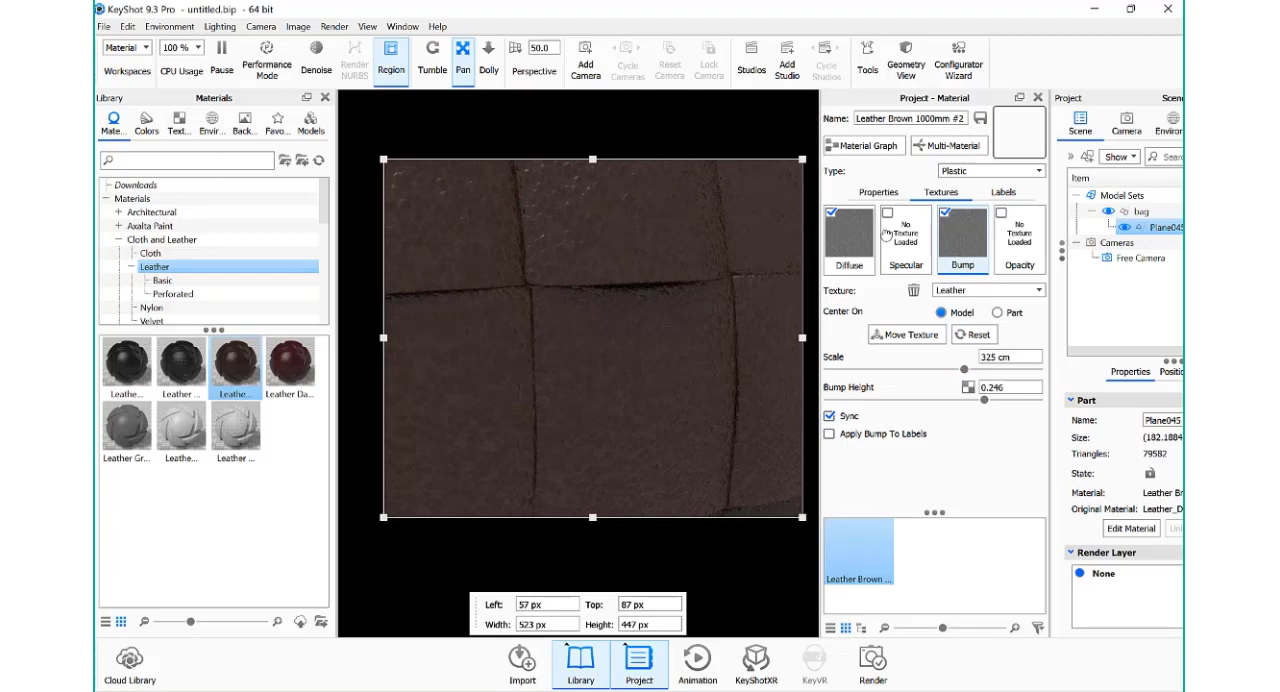 KeyShot 9.3 Pro - untitled.bip - 64 bit
File Edit Environment Lighting Camera Image Render View Window Help
Material 100 % 50.0
Workspaces CPU Usage Pause Performance Mode Denoise Render NURBS Region Tumble Pan Dolly Perspective Add Camera Cycle Cameras Reset Camera Lock Camera Studios Add Studio Cycle Studios Tools Geometry View Configurator Wizard
Library Materials
Mate... Colors Text... Envir... Back... Favo... Models
Downloads
Materials
Architectural
Axalta Paint
Cloth and Leather
Cloth
Leather
Basic
Perforated
Nylon
Velvet
Leathe... Leather ... Leathe... Leather Da...
Leather Gr... Leathe... Leather ...
Left: 57 px Top: 87 px
Width: 523 px Height: 447 px
Project - Material
Name: Leather Brown 1000mm #2
Material Graph Multi-Material
Type: Plastic
Properties Textures Labels
No Texture Loaded No Texture Loaded
Diffuse Specular Bump Opacity
Texture: Leather
Center On Model Part
Move Texture Reset
Scale 325 cm
Bump Height 0.246
Sync
Apply Bump To Labels
Leather Brown ...
Project Scen
Scene Camera Enviror
» Show Sear
Item
Model Sets
bag
Plane045
Cameras
Free Camera
Properties Positic
Part
Name: Plane045
Size: (182.1884
Triangles: 79582
State:
Material: Leather Br
Original Material: Leather_D
Edit Material Unl
Render Layer
None
Cloud Library Import Library Project Animation KeyShotXR KeyVR Render